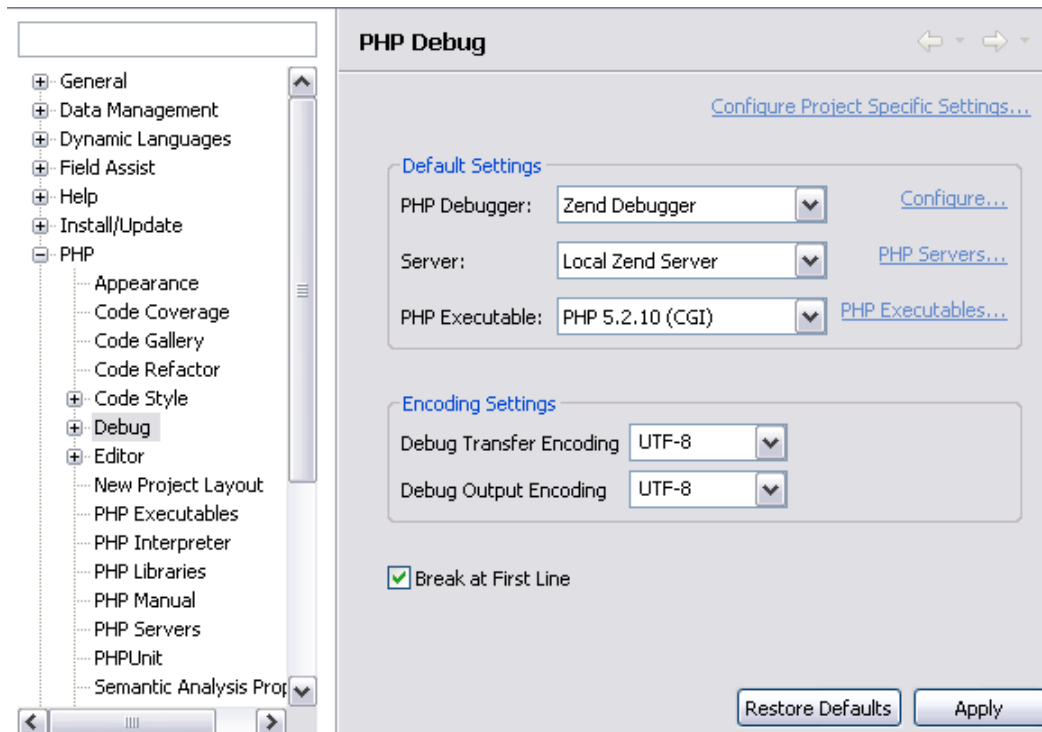 PHP Debug
General
Data Management
Dynamic Languages
Field Assist
Help
Install/Update
PHP
Appearance
Code Coverage
Code Gallery
Code Refactor
Code Style
Debug
Editor
New Project Layout
PHP Executables
PHP Interpreter
PHP Libraries
PHP Manual
PHP Servers
PHPUnit
Semantic Analysis Prop
Configure Project Specific Settings...
Default Settings
PHP Debugger: Zend Debugger Configure...
Server: Local Zend Server PHP Servers...
PHP Executable: PHP 5.2.10 (CGI) PHP Executables...
Encoding Settings
Debug Transfer Encoding UTF-8
Debug Output Encoding UTF-8
Break at First Line
Restore Defaults Apply